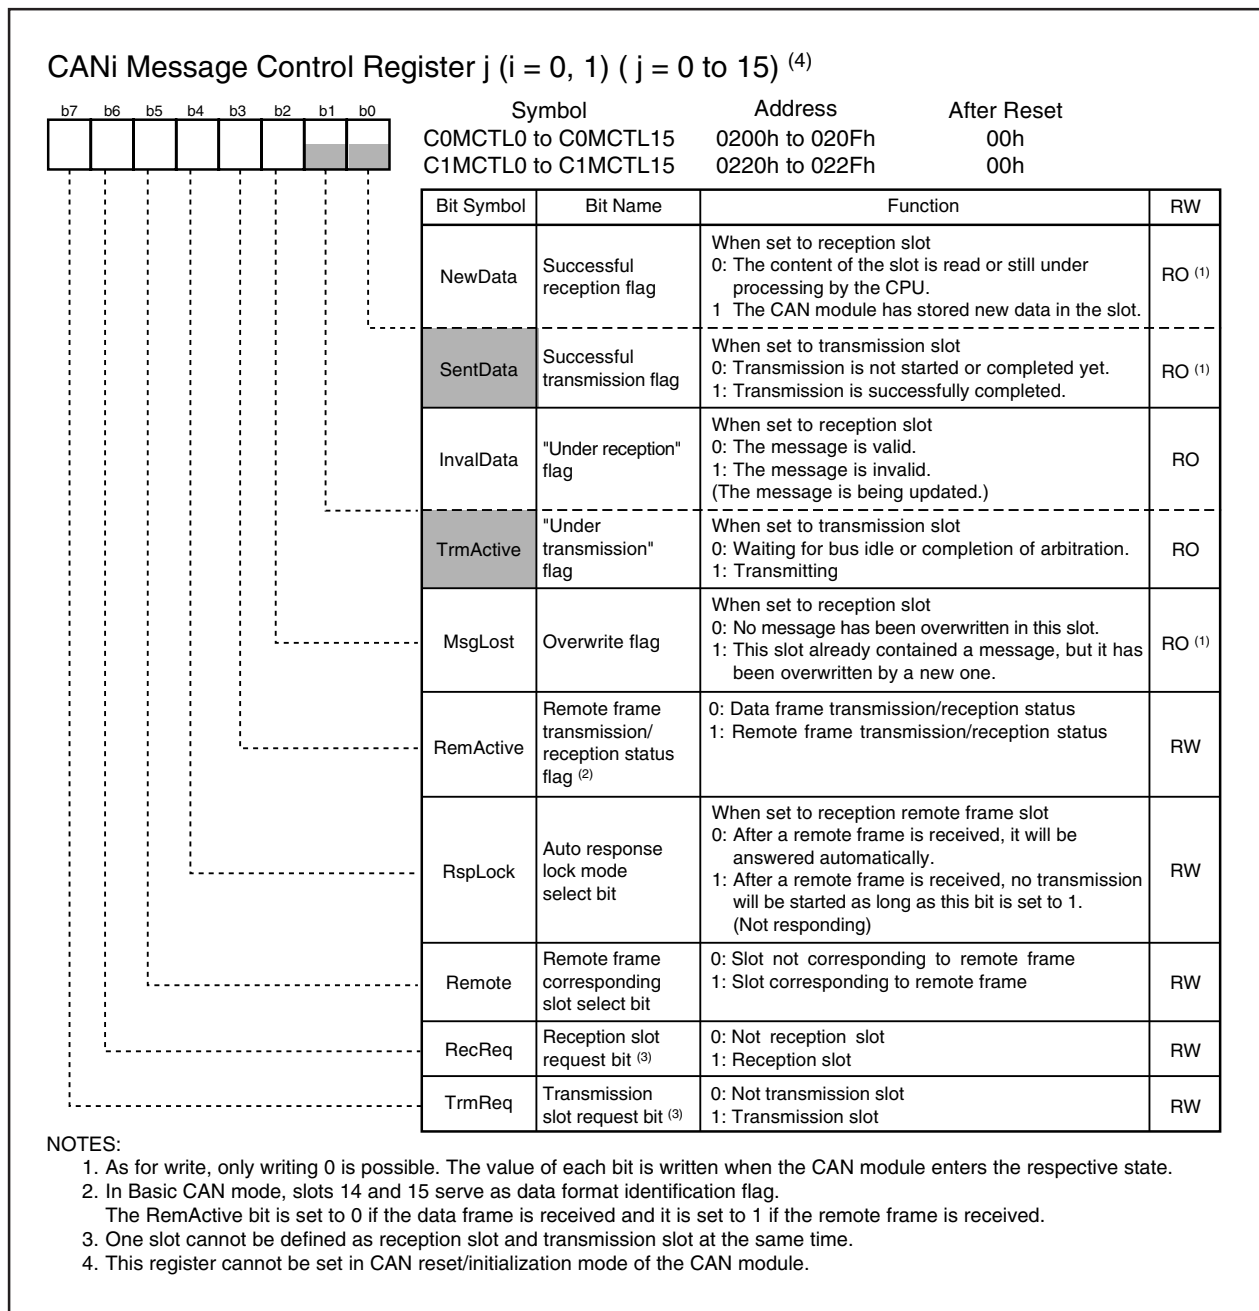 CANi Message Control Register j (i = 0, 1) ( j = 0 to 15) (4)
b7 b6 b5 b4 b3 b2 b1 b0
Symbol Address After Reset
C0MCTL0 to C0MCTL15 0200h to 020Fh 00h
C1MCTL0 to C1MCTL15 0220h to 022Fh 00h
Bit Symbol Bit Name Function RW
NewData
Successful
reception flag
When set to reception slot
0: The content of the slot is read or still under
processing by the CPU.
1 The CAN module has stored new data in the slot.
RO (1)
SentData
Successful
transmission flag
When set to transmission slot
0: Transmission is not started or completed yet.
1: Transmission is successfully completed.
RO (1)
InvalData
"Under reception"
flag
When set to reception slot
0: The message is valid.
1: The message is invalid.
(The message is being updated.)
RO
TrmActive
"Under
transmission"
flag
When set to transmission slot
0: Waiting for bus idle or completion of arbitration.
1: Transmitting
RO
MsgLost
Overwrite flag
When set to reception slot
0: No message has been overwritten in this slot.
1: This slot already contained a message, but it has
been overwritten by a new one.
RO (1)
RemActive
Remote frame
transmission/
reception status
flag (2)
0: Data frame transmission/reception status
1: Remote frame transmission/reception status
RW
RspLock
Auto response
lock mode
select bit
When set to reception remote frame slot
0: After a remote frame is received, it will be
answered automatically.
1: After a remote frame is received, no transmission
will be started as long as this bit is set to 1.
(Not responding)
RW
Remote
Remote frame
corresponding
slot select bit
0: Slot not corresponding to remote frame
1: Slot corresponding to remote frame
RW
RecReq
Reception slot
request bit (3)
0: Not reception slot
1: Reception slot
RW
TrmReq
Transmission
slot request bit (3)
0: Not transmission slot
1: Transmission slot
RW
NOTES:
1. As for write, only writing 0 is possible. The value of each bit is written when the CAN module enters the respective state.
2. In Basic CAN mode, slots 14 and 15 serve as data format identification flag.
The RemActive bit is set to 0 if the data frame is received and it is set to 1 if the remote frame is received.
3. One slot cannot be defined as reception slot and transmission slot at the same time.
4. This register cannot be set in CAN reset/initialization mode of the CAN module.